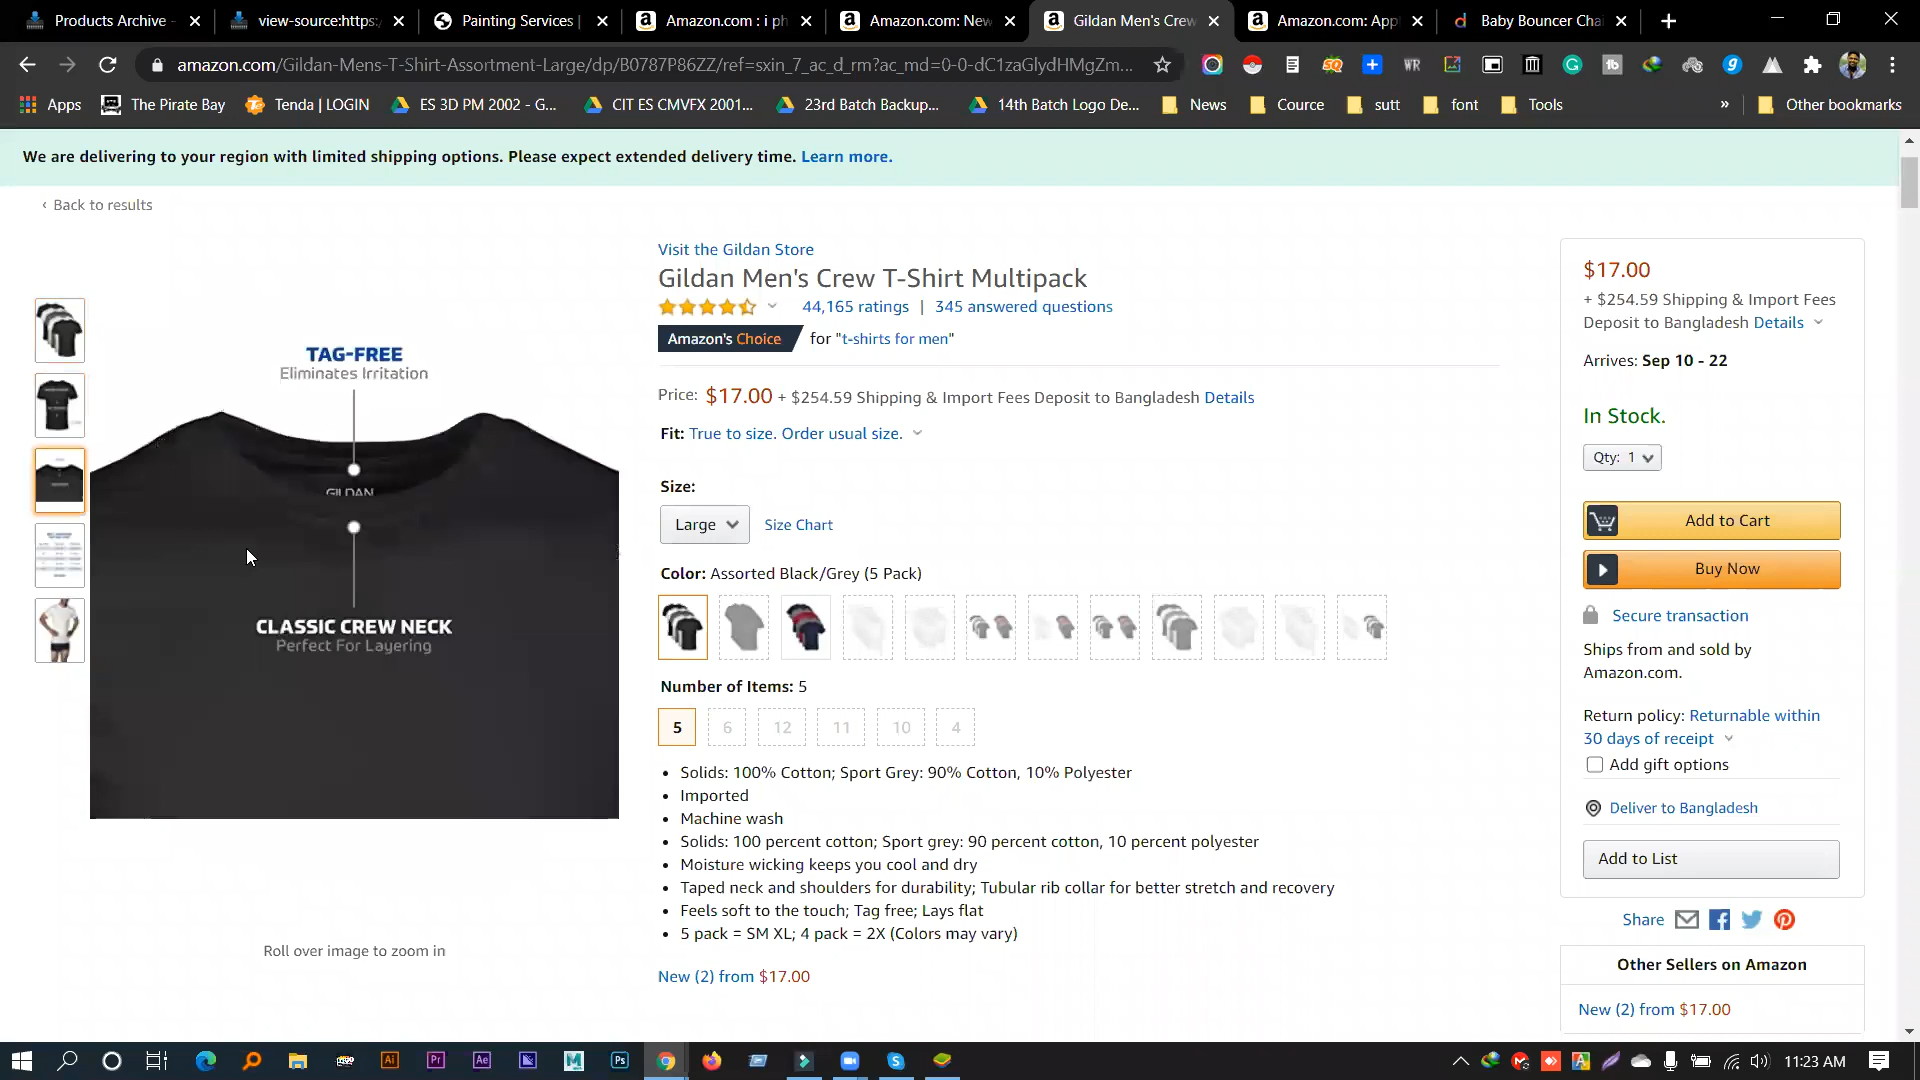 Products Archive -
view-source:https:/
Painting Services |
Amazon.com : i ph
Amazon.com: New
Gildan Men's Crew
Amazon.com: App
Baby Bouncer Chai
amazon.com/Gildan-Mens-T-Shirt-Assortment-Large/dp/B0787P86ZZ/ref=sxin_7_ac_d_rm?ac_md=0-0-dC1zaGlydHMgZm...
Apps
The Pirate Bay
Tenda | LOGIN
ES 3D PM 2002 - G...
CIT ES CMVFX 2001...
23rd Batch Backup...
14th Batch Logo De...
News
Cource
sutt
font
Tools
»
Other bookmarks
We are delivering to your region with limited shipping options. Please expect extended delivery time. Learn more.
‹ Back to results
TAG-FREE
Eliminates Irritation
GILDAN
CLASSIC CREW NECK
Perfect For Layering
Roll over image to zoom in
Visit the Gildan Store
Gildan Men's Crew T-Shirt Multipack
44,165 ratings | 345 answered questions
Amazon's Choice for "t-shirts for men"
Price: $17.00 + $254.59 Shipping & Import Fees Deposit to Bangladesh Details
Fit: True to size. Order usual size.
Size:
Large Size Chart
Color: Assorted Black/Grey (5 Pack)
Number of Items: 5
5 6 12 11 10 4
• Solids: 100% Cotton; Sport Grey: 90% Cotton, 10% Polyester
• Imported
• Machine wash
• Solids: 100 percent cotton; Sport grey: 90 percent cotton, 10 percent polyester
• Moisture wicking keeps you cool and dry
• Taped neck and shoulders for durability; Tubular rib collar for better stretch and recovery
• Feels soft to the touch; Tag free; Lays flat
• 5 pack = SM XL; 4 pack = 2X (Colors may vary)
New (2) from $17.00
$17.00
+ $254.59 Shipping & Import Fees
Deposit to Bangladesh Details
Arrives: Sep 10 - 22
In Stock.
Qty: 1
Add to Cart
Buy Now
Secure transaction
Ships from and sold by
Amazon.com.
Return policy: Returnable within
30 days of receipt
Add gift options
Deliver to Bangladesh
Add to List
Share
Other Sellers on Amazon
New (2) from $17.00
11:23 AM